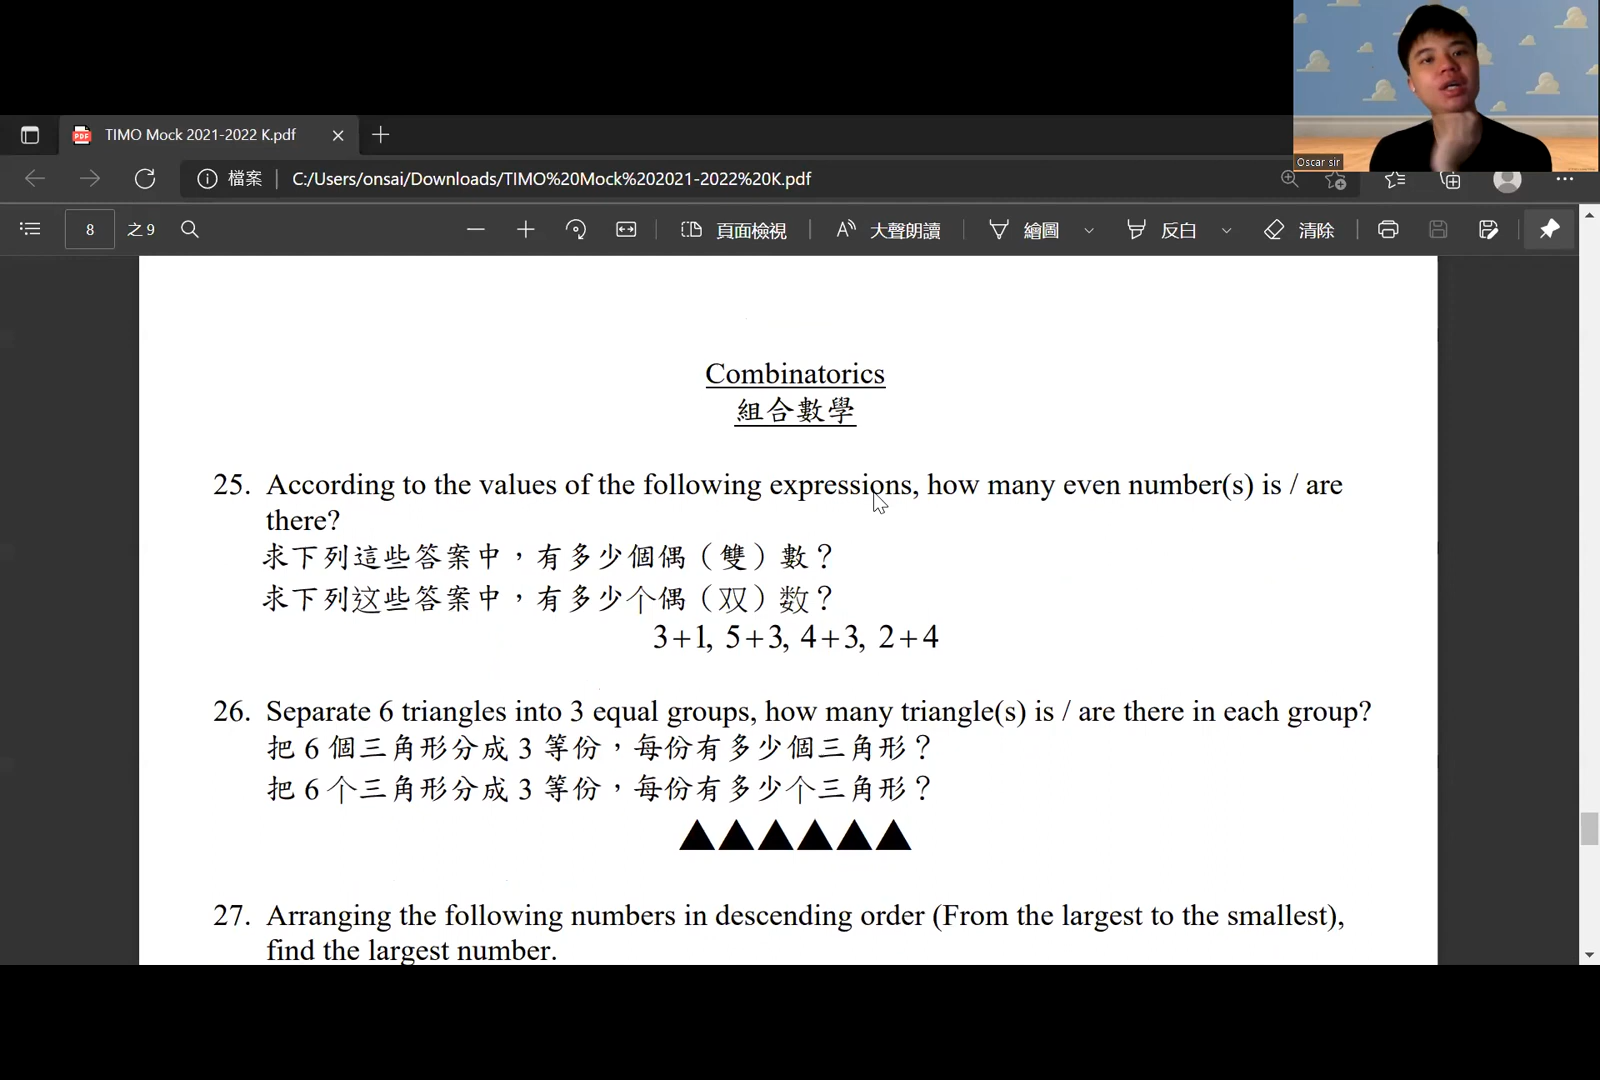 Oscar sir
TIMO Mock 2021-2022 K.pdf
檔案 C:/Users/onsai/Downloads/TIMO%20Mock%202021-2022%20K.pdf
8 之 9 頁面檢視 大聲朗讀 繪圖 反白 清除
Combinatorics
組合數學
25. According to the values of the following expressions, how many even number(s) is / are
there?
求下列這些答案中，有多少個偶（雙）數？
求下列这些答案中，有多少个偶（双）数？
3+1, 5+3, 4+3, 2+4
26. Separate 6 triangles into 3 equal groups, how many triangle(s) is / are there in each group?
把 6 個三角形分成 3 等份，每份有多少個三角形？
把 6 个三角形分成 3 等份，每份有多少个三角形？
27. Arranging the following numbers in descending order (From the largest to the smallest),
find the largest number.